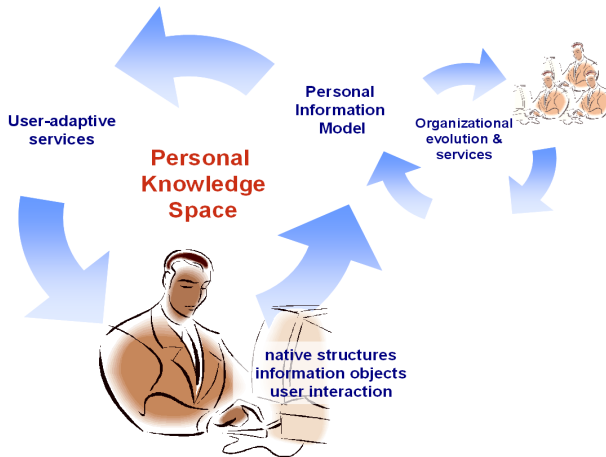 User-adaptive
services
Personal
Information
Model
Organizational
evolution &
services
Personal
Knowledge
Space
native structures
information objects
user interaction